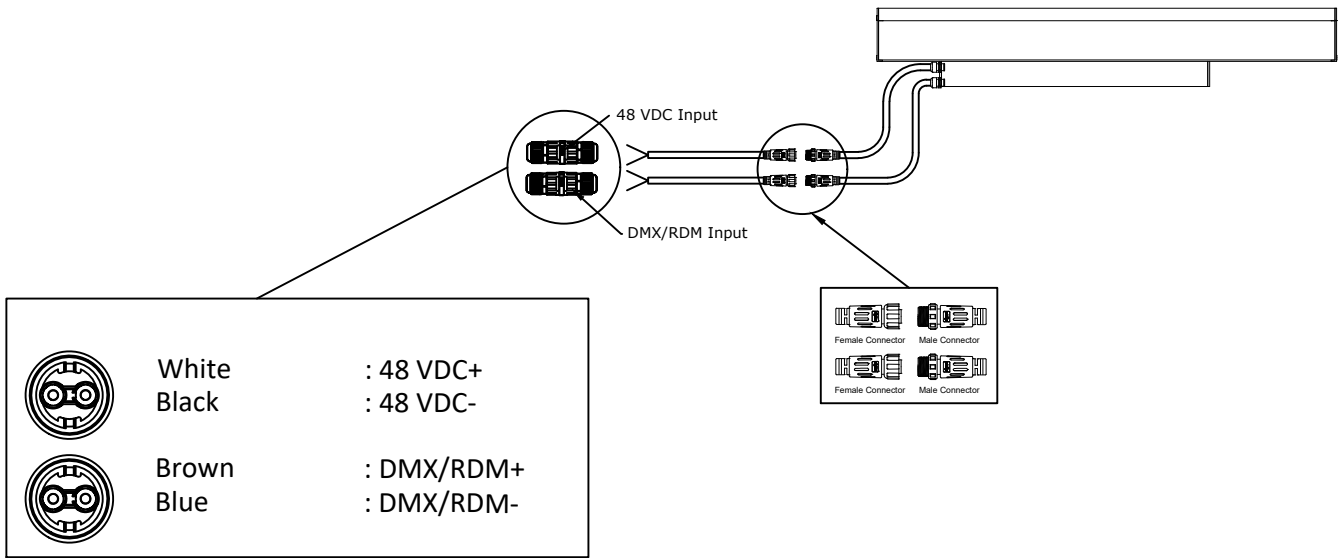 48 VDC Input
DMX/RDM Input
White : 48 VDC+
Black : 48 VDC-
Brown : DMX/RDM+
Blue : DMX/RDM-
Female Connector Male Connector
Female Connector Male Connector